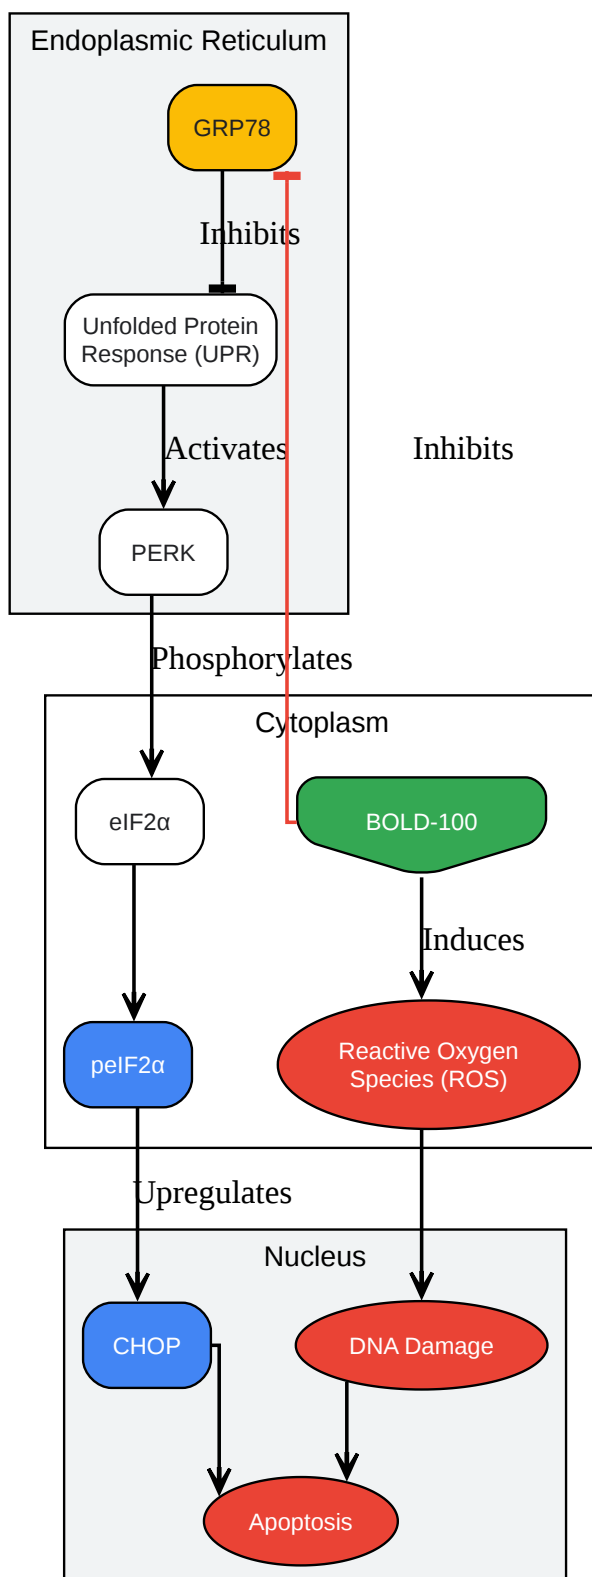 Endoplasmic Reticulum
GRP78
Inhibits
Unfolded Protein
Response (UPR)
Activates
Inhibits
PERK
Phosphorylates
Cytoplasm
eIF2α
BOLD-100
Induces
peIF2α
Reactive Oxygen
Species (ROS)
Upregulates
Nucleus
CHOP
DNA Damage
Apoptosis